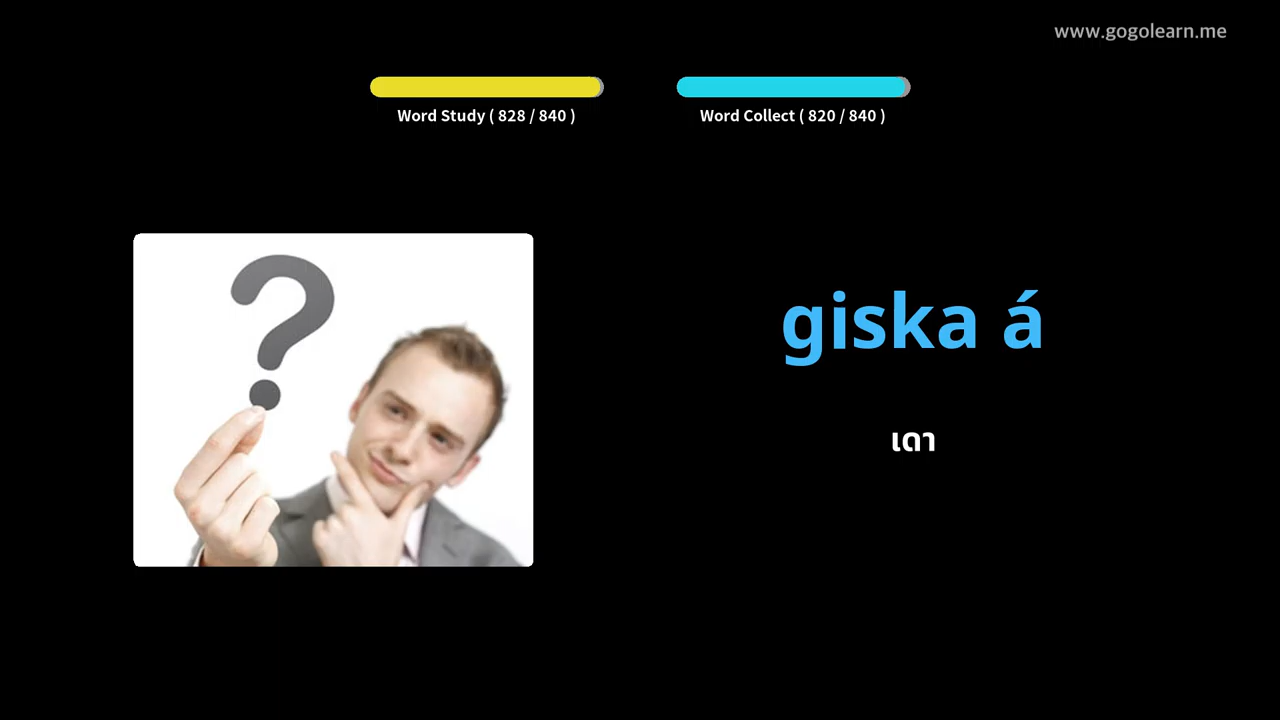 www.gogolearn.me
Word Study ( 828 / 840 )
Word Collect ( 820 / 840 )
giska á
เดา